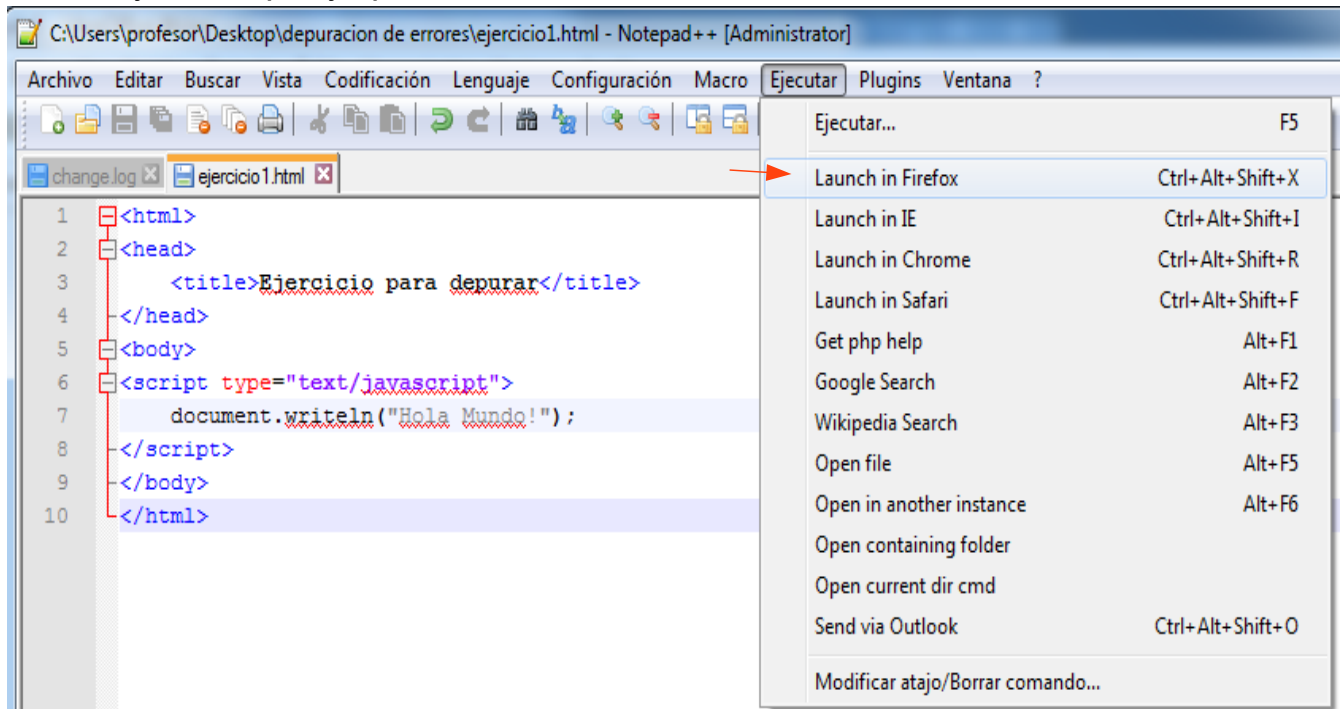 C:\Users\profesor\Desktop\depuracion de errores\ejercicio1.html - Notepad++ [Administrator]
Archivo Editar Buscar Vista Codificación Lenguaje Configuración Macro Ejecutar Plugins Ventana ?
change.log ejercicio1.html
1 <html>
2 <head>
3 <title>Ejercicio para depurar</title>
4 </head>
5 <body>
6 <script type="text/javascript">
7 document.writeln("Hola Mundo!");
8 </script>
9 </body>
10 </html>
Ejecutar... F5
Launch in Firefox Ctrl+Alt+Shift+X
Launch in IE Ctrl+Alt+Shift+I
Launch in Chrome Ctrl+Alt+Shift+R
Launch in Safari Ctrl+Alt+Shift+F
Get php help Alt+F1
Google Search Alt+F2
Wikipedia Search Alt+F3
Open file Alt+F5
Open in another instance Alt+F6
Open containing folder
Open current dir cmd
Send via Outlook Ctrl+Alt+Shift+O
Modificar atajo/Borrar comando...